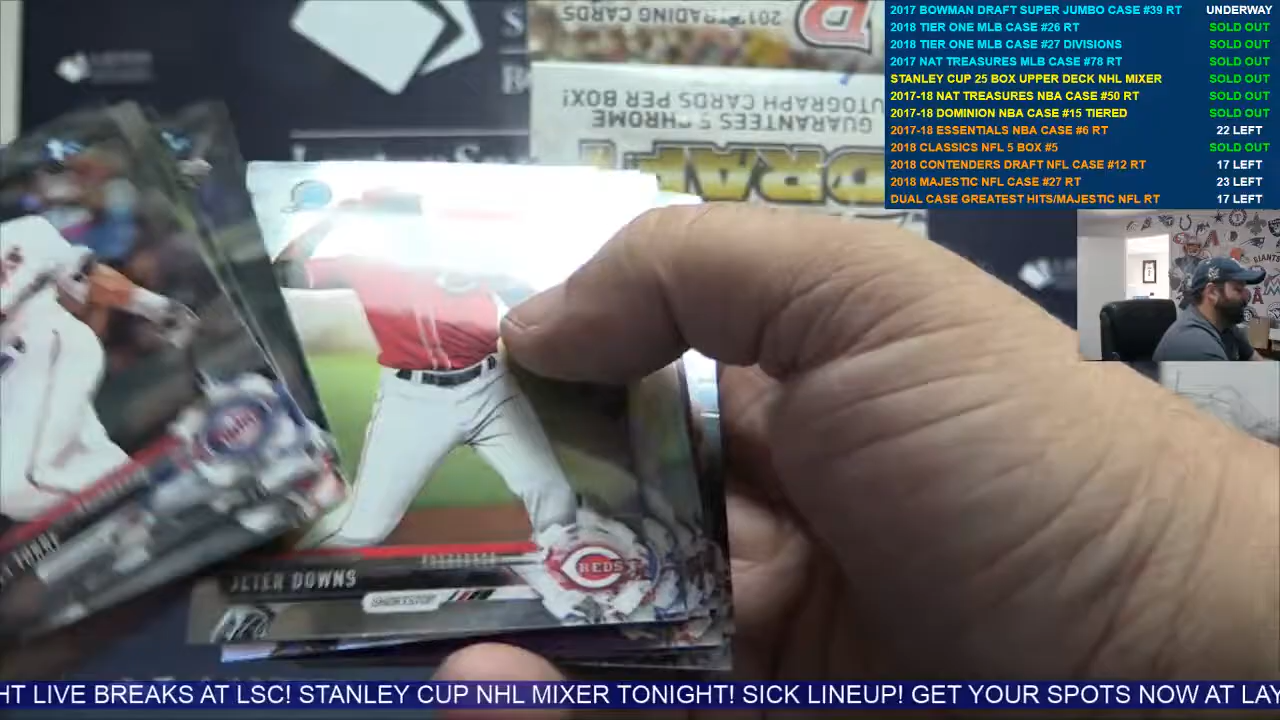 2017 BOWMAN DRAFT SUPER JUMBO CASE #39 RT UNDERWAY
2018 TIER ONE MLB CASE #26 RT SOLD OUT
2018 TIER ONE MLB CASE #27 DIVISIONS SOLD OUT
2017 NAT TREASURES MLB CASE #78 RT SOLD OUT
STANLEY CUP 25 BOX UPPER DECK NHL MIXER SOLD OUT
2017-18 NAT TREASURES NBA CASE #50 RT SOLD OUT
2017-18 DOMINION NBA CASE #15 TIERED SOLD OUT
2017-18 ESSENTIALS NBA CASE #6 RT 22 LEFT
2018 CLASSICS NFL 5 BOX #5 SOLD OUT
2018 CONTENDERS DRAFT NFL CASE #12 RT 17 LEFT
2018 MAJESTIC NFL CASE #27 RT 23 LEFT
DUAL CASE GREATEST HITS/MAJESTIC NFL RT 17 LEFT
TRADING CARDS
UTOGRAPH CARDS PER BOX!
GUARANTEES 5 CHROME
DRAF
GIANTS
REDS
JETER DOWNS
SHORTSTOP
HT LIVE BREAKS AT LSC! STANLEY CUP NHL MIXER TONIGHT! SICK LINEUP! GET YOUR SPOTS NOW AT LAY